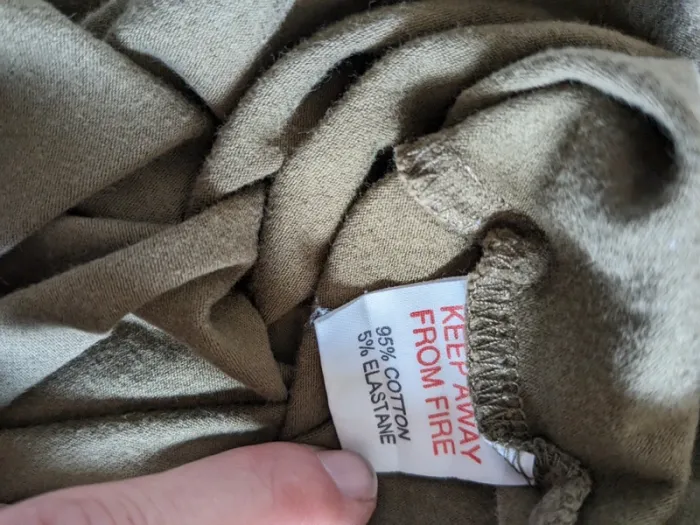 KEEP AWAY
FROM FIRE
95% COTTON
5% ELASTANE